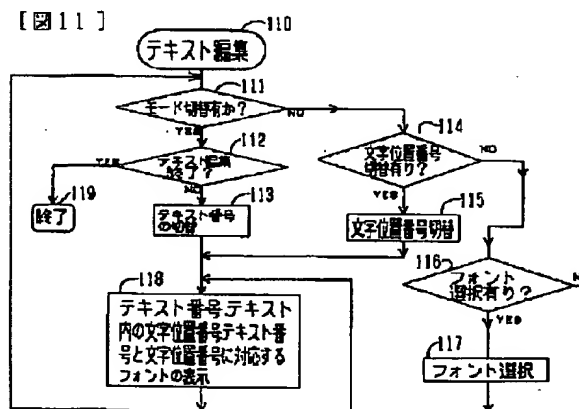 [図11]
110
テキスト編集
111
モード切替有か?
NO
YES
112
テキスト編集
終了?
YES
NO
119
終了
113
テキスト番号
の切替
114
文字位置番号
切替有り?
NO
YES
115
文字位置番号切替
116
フォント
選択有り?
YES
117
フォント選択
118
テキスト番号,テキスト
内の文字位置番号テキスト番
号と文字位置番号に対応する
フォントの表示